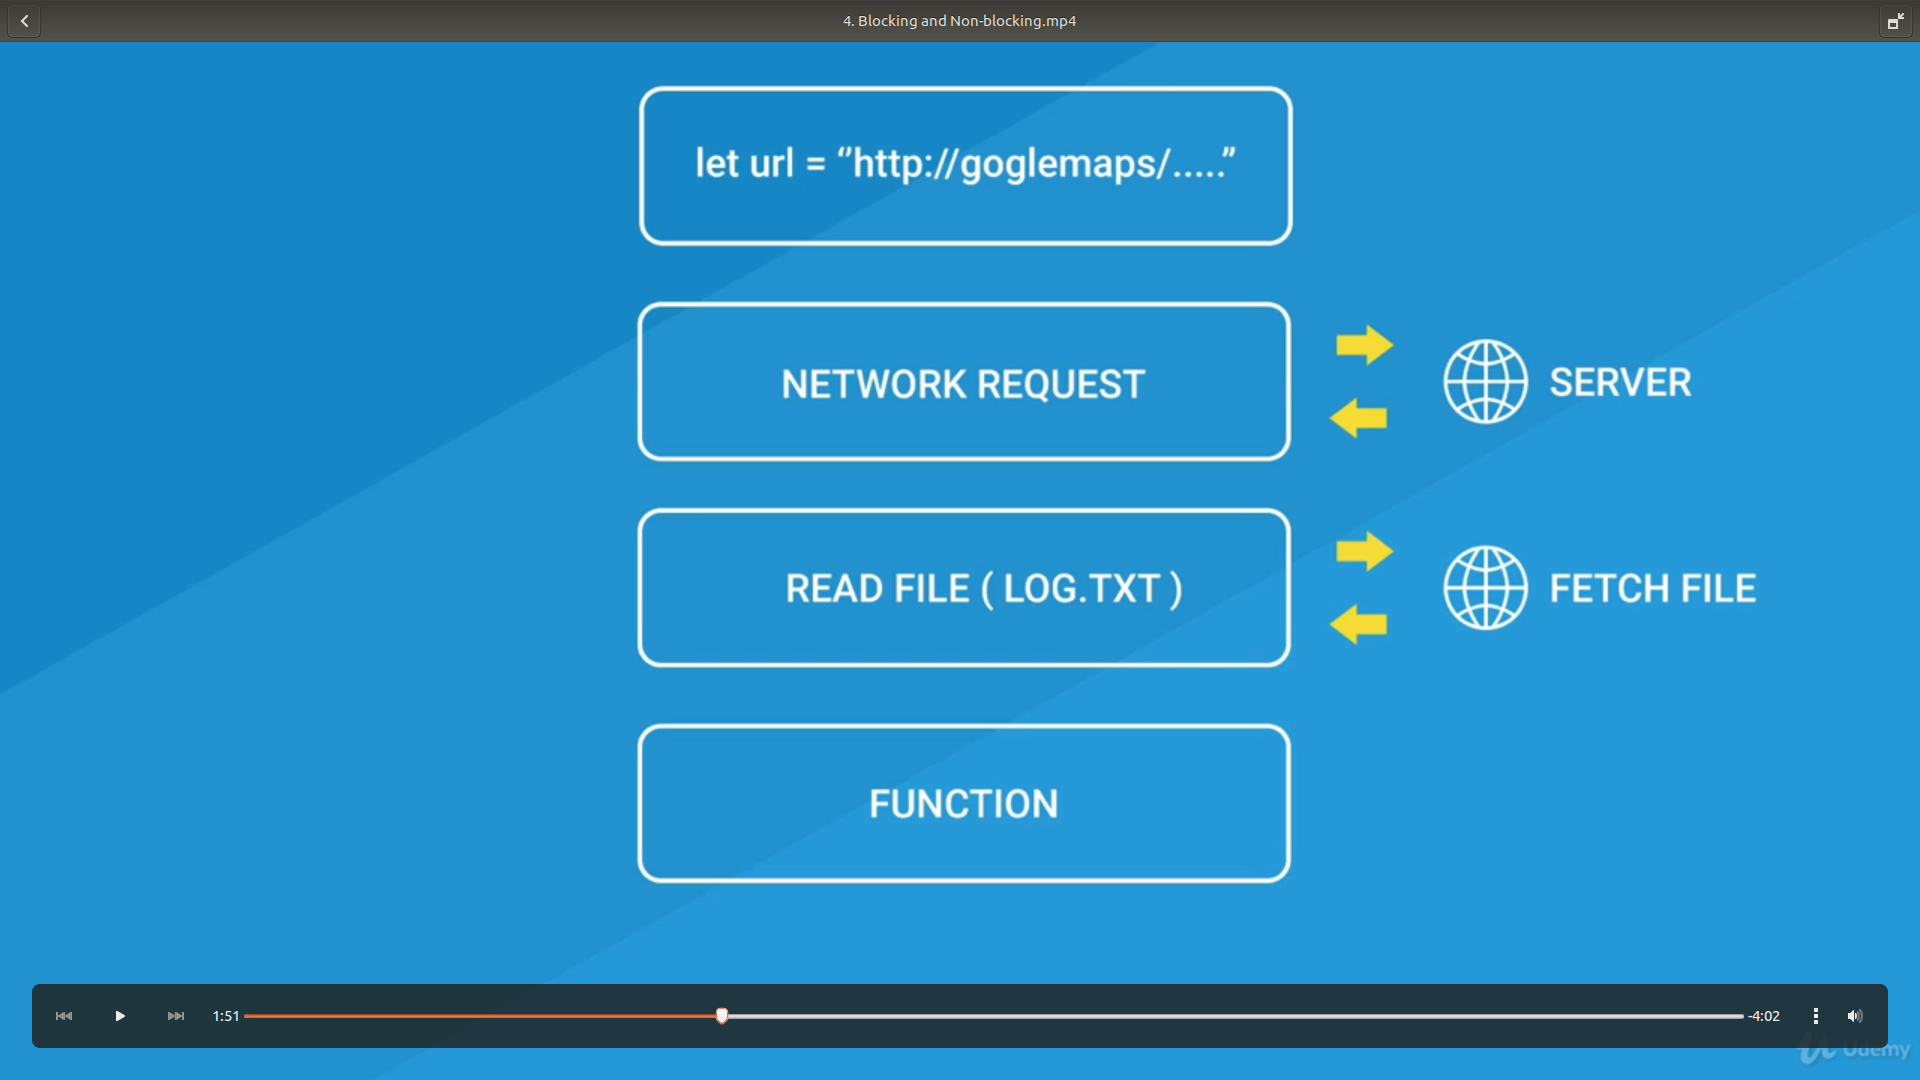 4. Blocking and Non-blocking.mp4
let url = “http://goglemaps/.....”
NETWORK REQUEST
SERVER
READ FILE ( LOG.TXT )
FETCH FILE
FUNCTION
1:51
-4:02
Udemy